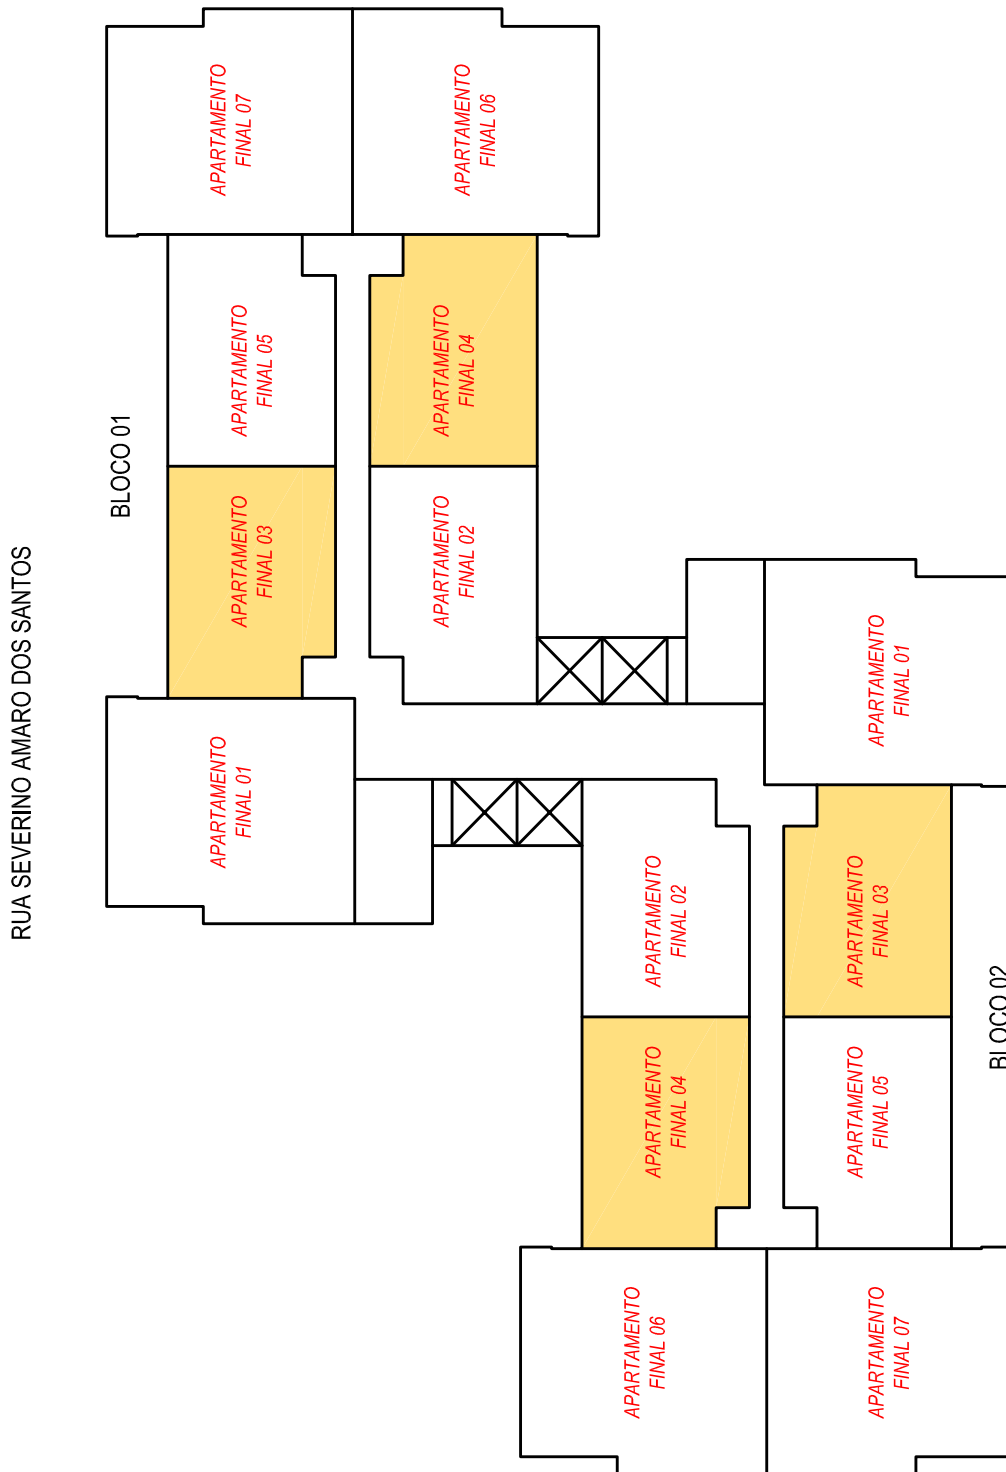 RUA SEVERINO AMARO DOS SANTOS
BLOCO 01
APARTAMENTO
FINAL 07
APARTAMENTO
FINAL 06
APARTAMENTO
FINAL 05
APARTAMENTO
FINAL 04
APARTAMENTO
FINAL 03
APARTAMENTO
FINAL 02
APARTAMENTO
FINAL 01
APARTAMENTO
FINAL 01
APARTAMENTO
FINAL 02
APARTAMENTO
FINAL 03
APARTAMENTO
FINAL 04
APARTAMENTO
FINAL 05
BLOCO 02
APARTAMENTO
FINAL 06
APARTAMENTO
FINAL 07